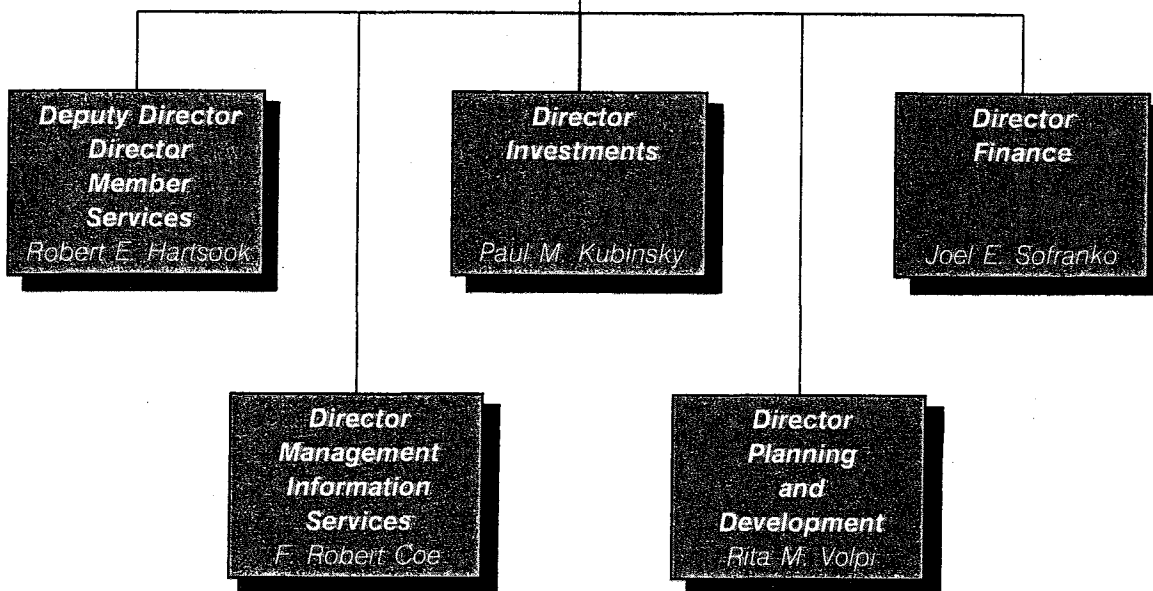 Deputy Director
Director
Member
Services
Robert E. Hartsook
Director
Investments
Paul M. Kubinsky
Director
Finance
Joel E. Sofranko
Director
Management
Information
Services
F. Robert Coe
Director
Planning
and
Development
Rita M. Volpi